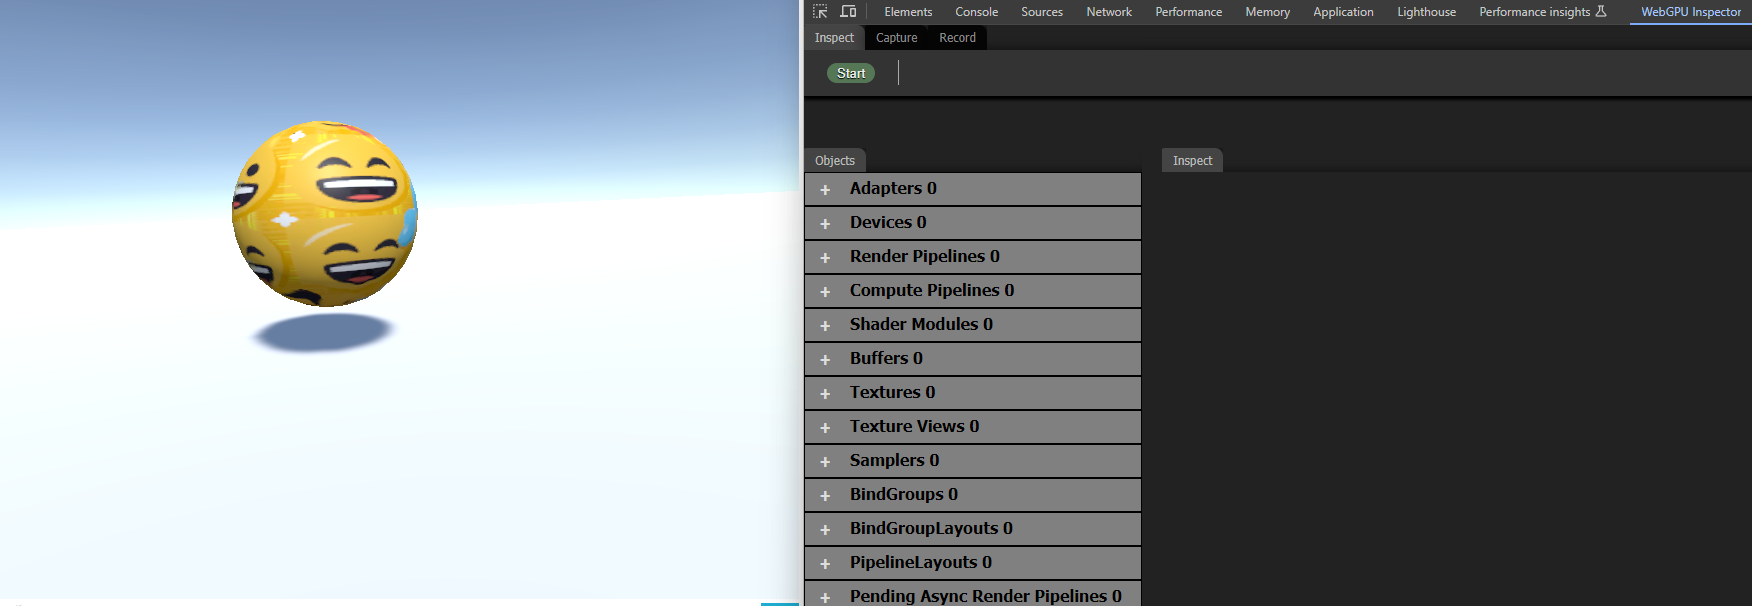 Elements Console Sources Network Performance Memory Application Lighthouse Performance insights WebGPU Inspector
Inspect Capture Record
Start
Objects
Inspect
+ Adapters 0
+ Devices 0
+ Render Pipelines 0
+ Compute Pipelines 0
+ Shader Modules 0
+ Buffers 0
+ Textures 0
+ Texture Views 0
+ Samplers 0
+ BindGroups 0
+ BindGroupLayouts 0
+ PipelineLayouts 0
+ Pending Async Render Pipelines 0